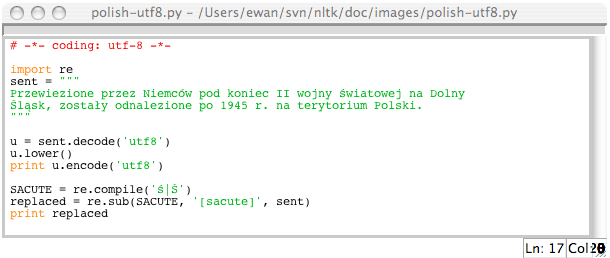 polish-utf8.py – /Users/ewan/svn/nltk/doc/images/polish-utf8.py
# -*- coding: utf-8 -*-
import re
sent = """
Przewiezione przez Niemców pod koniec II wojny światowej na Dolny
Śląsk, zostały odnalezione po 1945 r. na terytorium Polski.
"""
u = sent.decode('utf8')
u.lower()
print u.encode('utf8')
SACUTE = re.compile('ś|Ś')
replaced = re.sub(SACUTE, '[sacute]', sent)
print replaced
Ln: 17 Col: